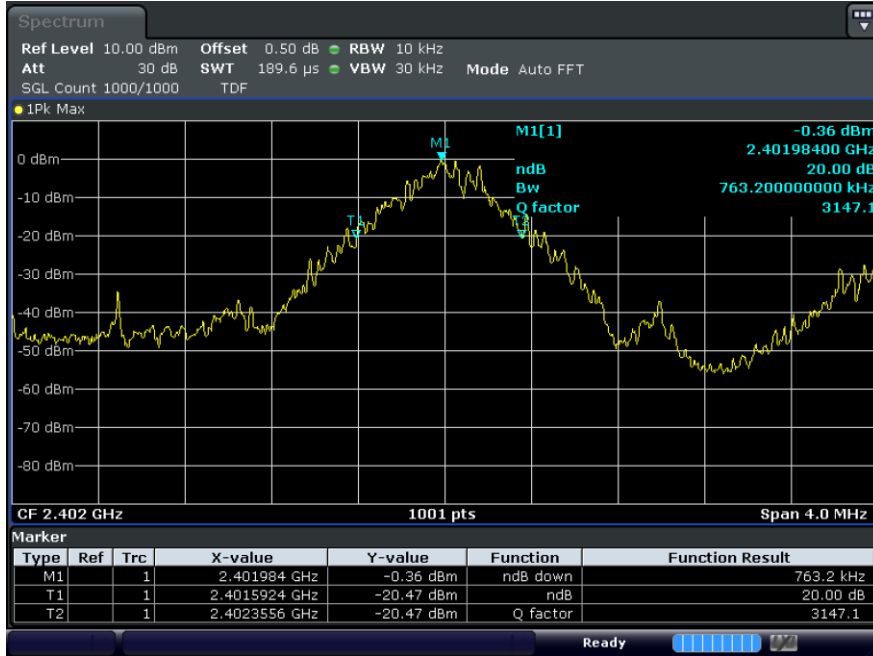 Spectrum
Ref Level 10.00 dBm Offset 0.50 dB RBW 10 kHz
Att 30 dB SWT 189.6 µs VBW 30 kHz Mode Auto FFT
SGL Count 1000/1000 TDF
1Pk Max
M1[1] -0.36 dBm
2.40198400 GHz
ndB 20.00 dB
Bw 763.200000000 kHz
Q factor 3147.1
M1
T1
T2
0 dBm
-10 dBm
-20 dBm
-30 dBm
-40 dBm
-50 dBm
-60 dBm
-70 dBm
-80 dBm
CF 2.402 GHz 1001 pts Span 4.0 MHz
Marker
Type Ref Trc X-value Y-value Function Function Result
M1 1 2.401984 GHz -0.36 dBm ndB down 763.2 kHz
T1 1 2.4015924 GHz -20.47 dBm ndB 20.00 dB
T2 1 2.4023556 GHz -20.47 dBm Q factor 3147.1
Ready